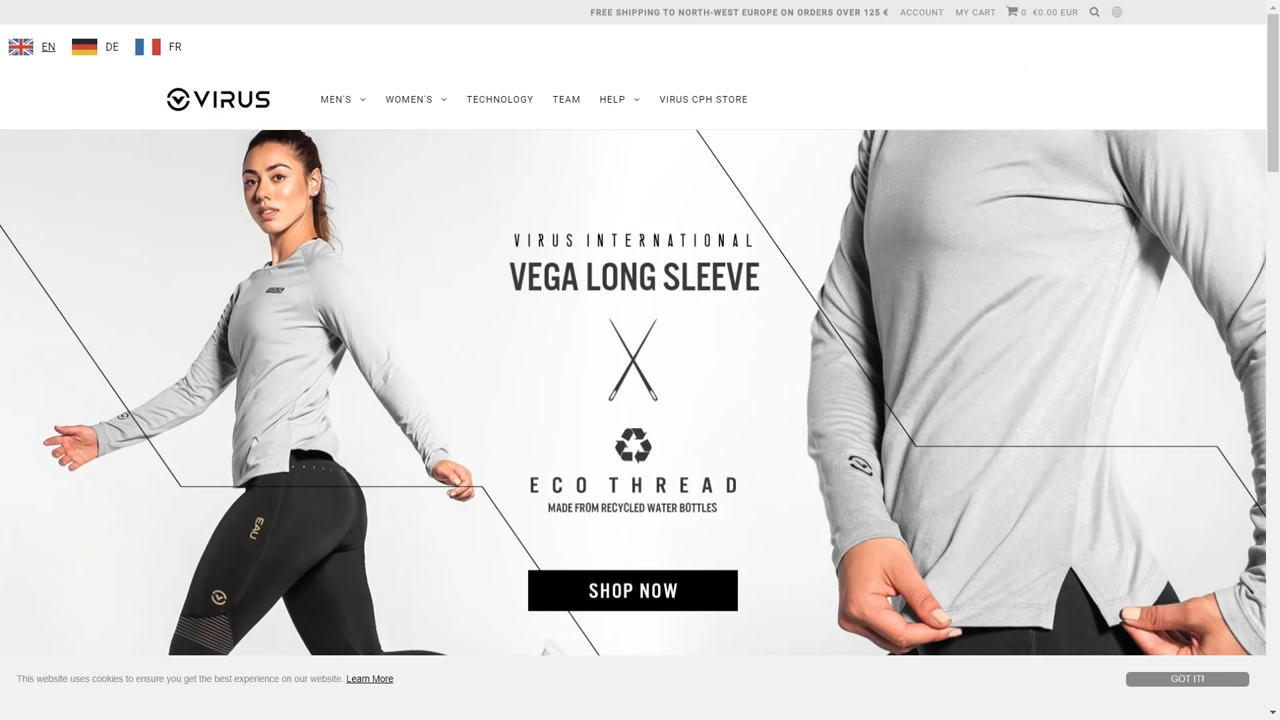 FREE SHIPPING TO NORTH-WEST EUROPE ON ORDERS OVER 125 € ACCOUNT MY CART 0 €0.00 EUR
EN DE FR
VIRUS MEN'S WOMEN'S TECHNOLOGY TEAM HELP VIRUS CPH STORE
VIRUS INTERNATIONAL
VEGA LONG SLEEVE
ECO THREAD
MADE FROM RECYCLED WATER BOTTLES
EAU
SHOP NOW
This website uses cookies to ensure you get the best experience on our website. Learn More GOT IT!